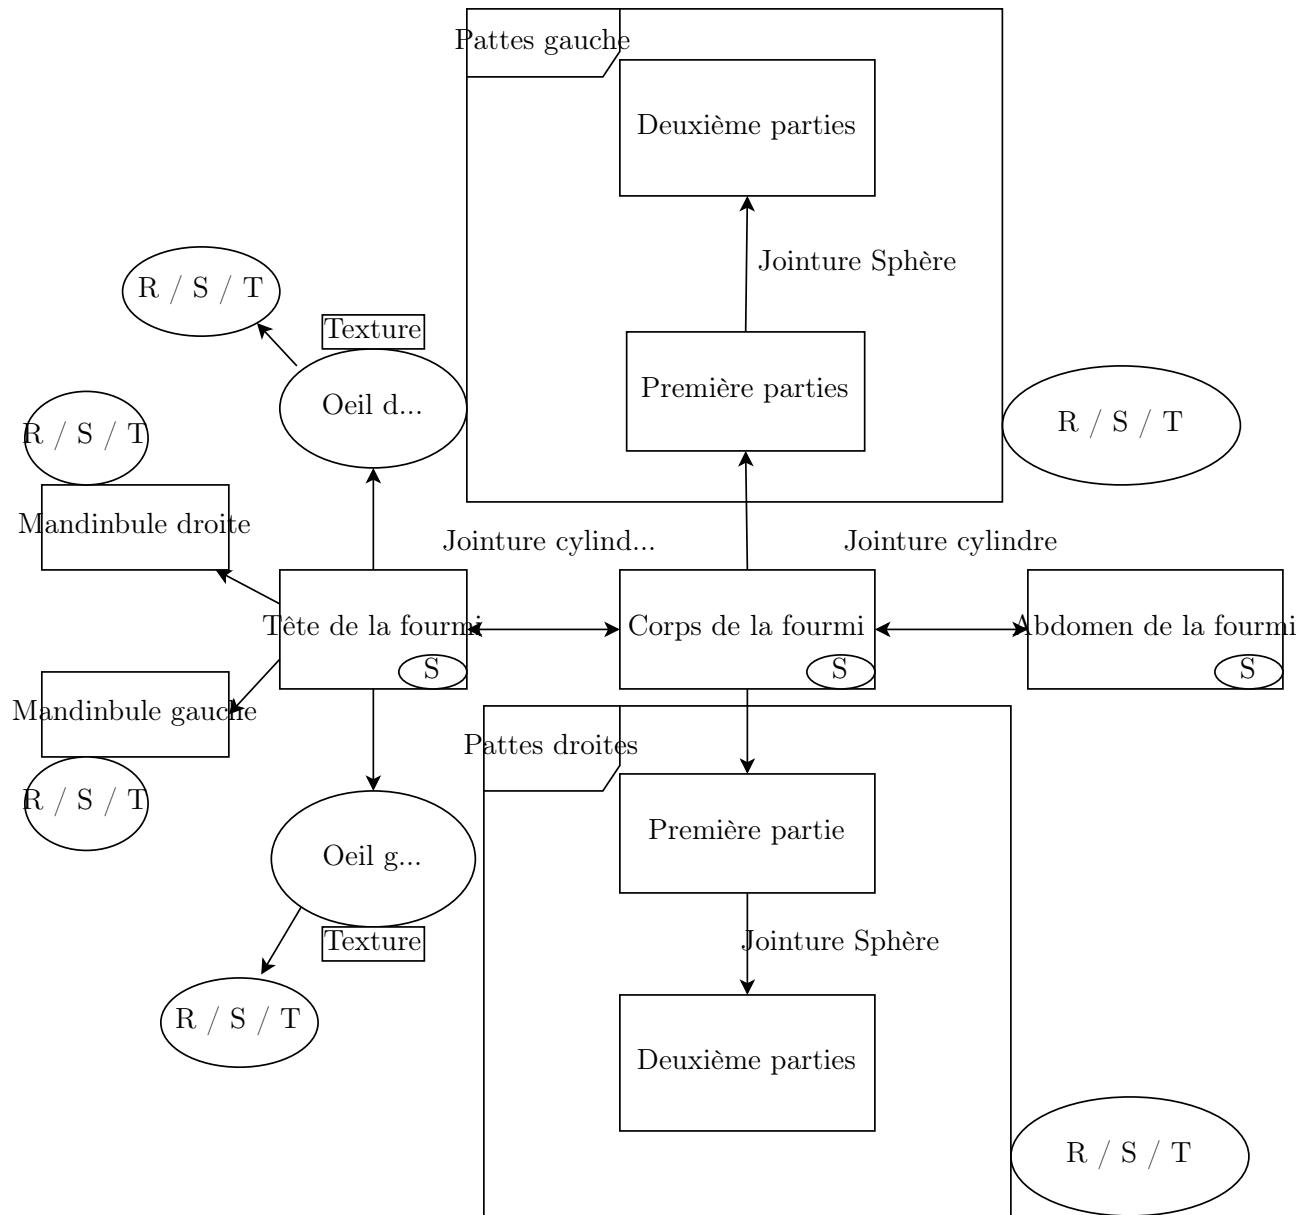 Pattes gauche
Deuxième parties
Jointure Sphère
R / S / T
Texture
Oeil d...
Première parties
R / S / T
R / S / T
Mandinbule droite
Jointure cylind...
Jointure cylindre
Tête de la fourmi
S
Corps de la fourmi
S
Abdomen de la fourmi
S
Mandinbule gauche
R / S / T
Pattes droites
Première partie
Oeil g...
Texture
Jointure Sphère
R / S / T
Deuxième parties
R / S / T